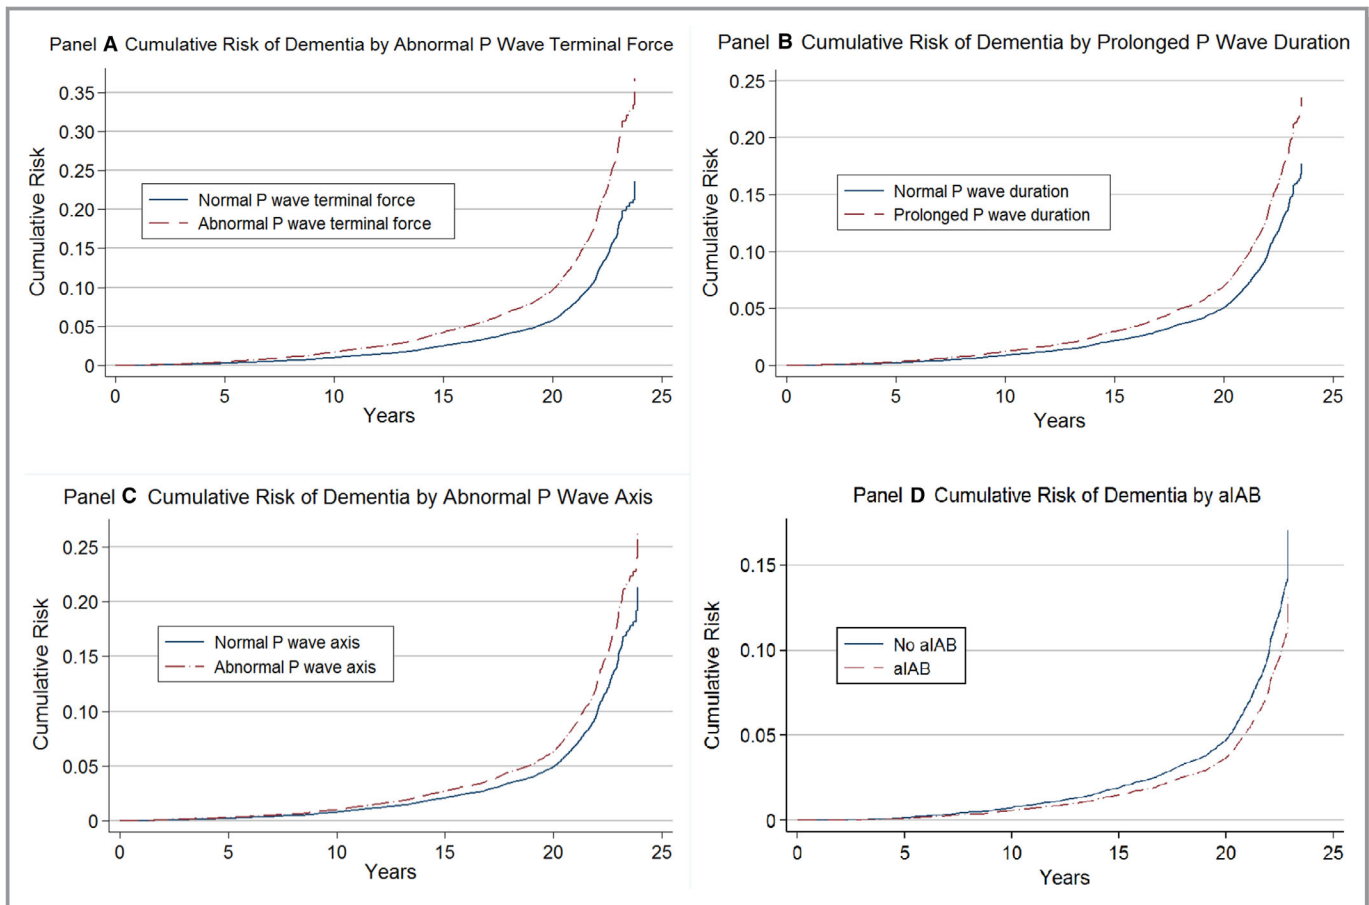 Panel A Cumulative Risk of Dementia by Abnormal P Wave Terminal Force
0.35
0.30
0.25
0.20
0.15
0.10
0.05
0
Cumulative Risk
Normal P wave terminal force
Abnormal P wave terminal force
0 5 10 15 20 25
Years
Panel B Cumulative Risk of Dementia by Prolonged P Wave Duration
0.25
0.20
0.15
0.10
0.05
0
Cumulative Risk
Normal P wave duration
Prolonged P wave duration
0 5 10 15 20 25
Years
Panel C Cumulative Risk of Dementia by Abnormal P Wave Axis
0.25
0.20
0.15
0.10
0.05
0
Cumulative Risk
Normal P wave axis
Abnormal P wave axis
0 5 10 15 20 25
Years
Panel D Cumulative Risk of Dementia by aIAB
0.15
0.10
0.05
0
Cumulative Risk
No aIAB
aIAB
0 5 10 15 20 25
Years